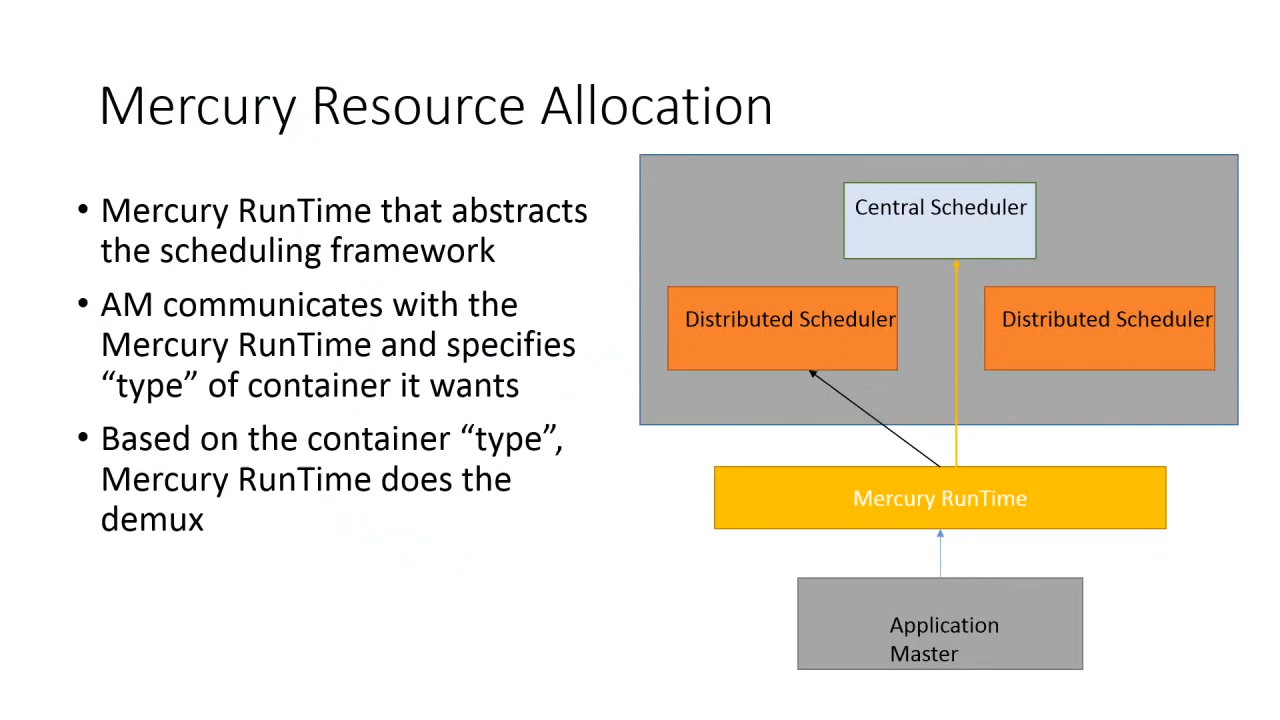 Mercury Resource Allocation
• Mercury RunTime that abstracts
the scheduling framework
• AM communicates with the
Mercury RunTime and specifies
“type” of container it wants
• Based on the container “type”,
Mercury RunTime does the
demux
Central Scheduler
Distributed Scheduler
Distributed Scheduler
Mercury RunTime
Application
Master